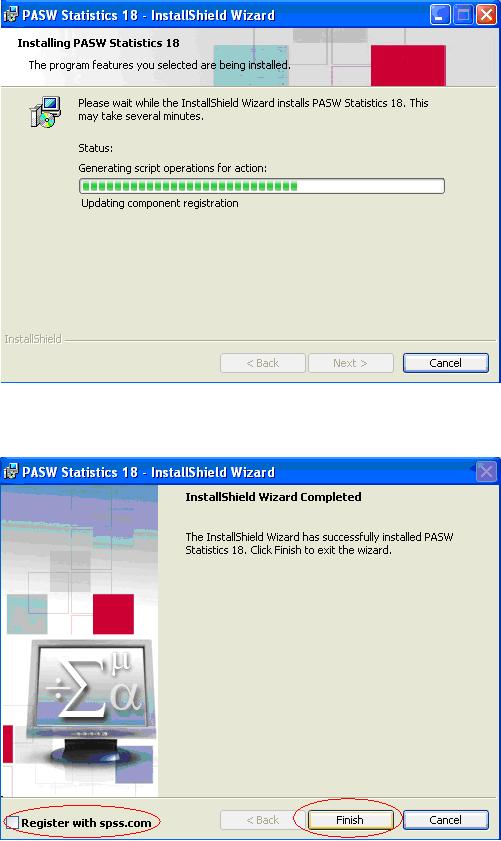 PASW Statistics 18 - InstallShield Wizard
Installing PASW Statistics 18
The program features you selected are being installed.
Please wait while the InstallShield Wizard installs PASW Statistics 18. This
may take several minutes.
Status:
Generating script operations for action:
Updating component registration
InstallShield
< Back Next > Cancel
PASW Statistics 18 - InstallShield Wizard
InstallShield Wizard Completed
The InstallShield Wizard has successfully installed PASW
Statistics 18. Click Finish to exit the wizard.
÷ Σ μ α
Register with spss.com
< Back Finish Cancel